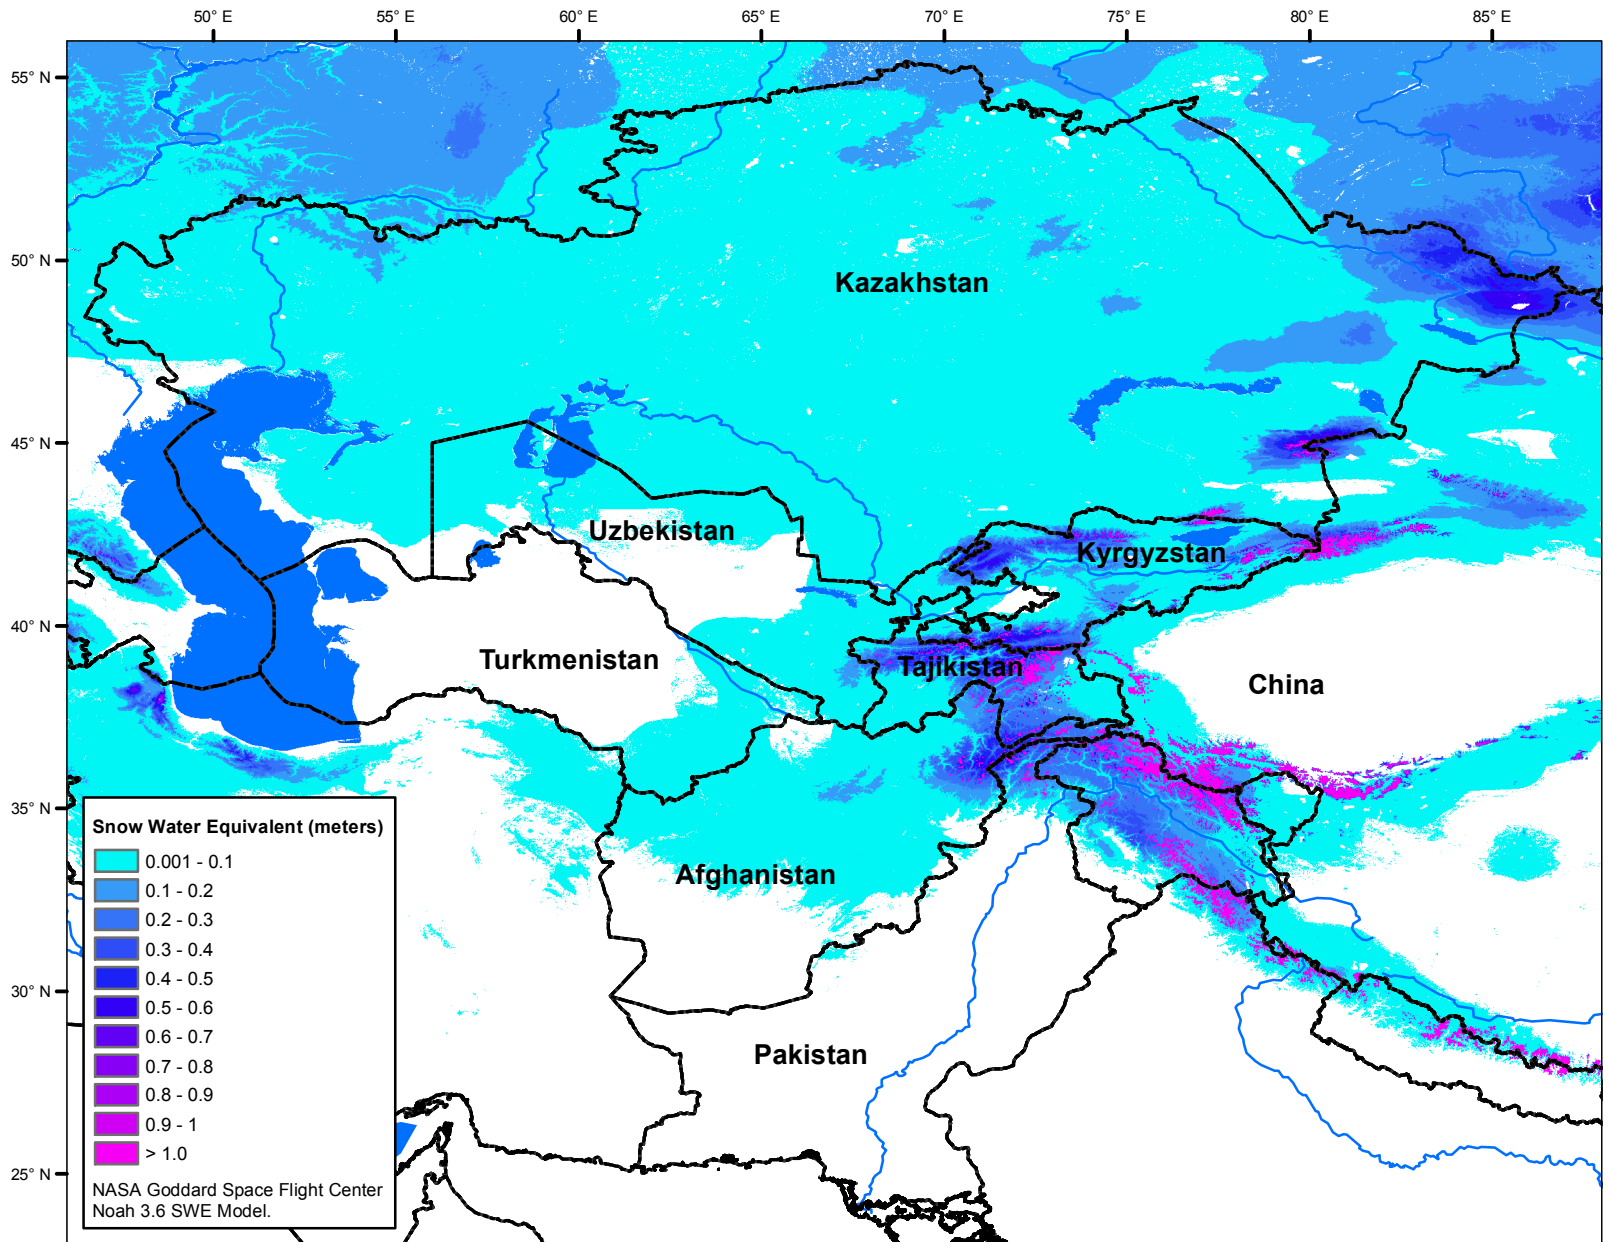 50° E 55° E 60° E 65° E 70° E 75° E 80° E 85° E
55° N
50° N
Kazakhstan
45° N
Uzbekistan
Kyrgyzstan
40° N
Turkmenistan
Tajikistan
China
35° N
Afghanistan
30° N
Pakistan
25° N
Snow Water Equivalent (meters)
0.001 - 0.1
0.1 - 0.2
0.2 - 0.3
0.3 - 0.4
0.4 - 0.5
0.5 - 0.6
0.6 - 0.7
0.7 - 0.8
0.8 - 0.9
0.9 - 1
> 1.0
NASA Goddard Space Flight Center
Noah 3.6 SWE Model.